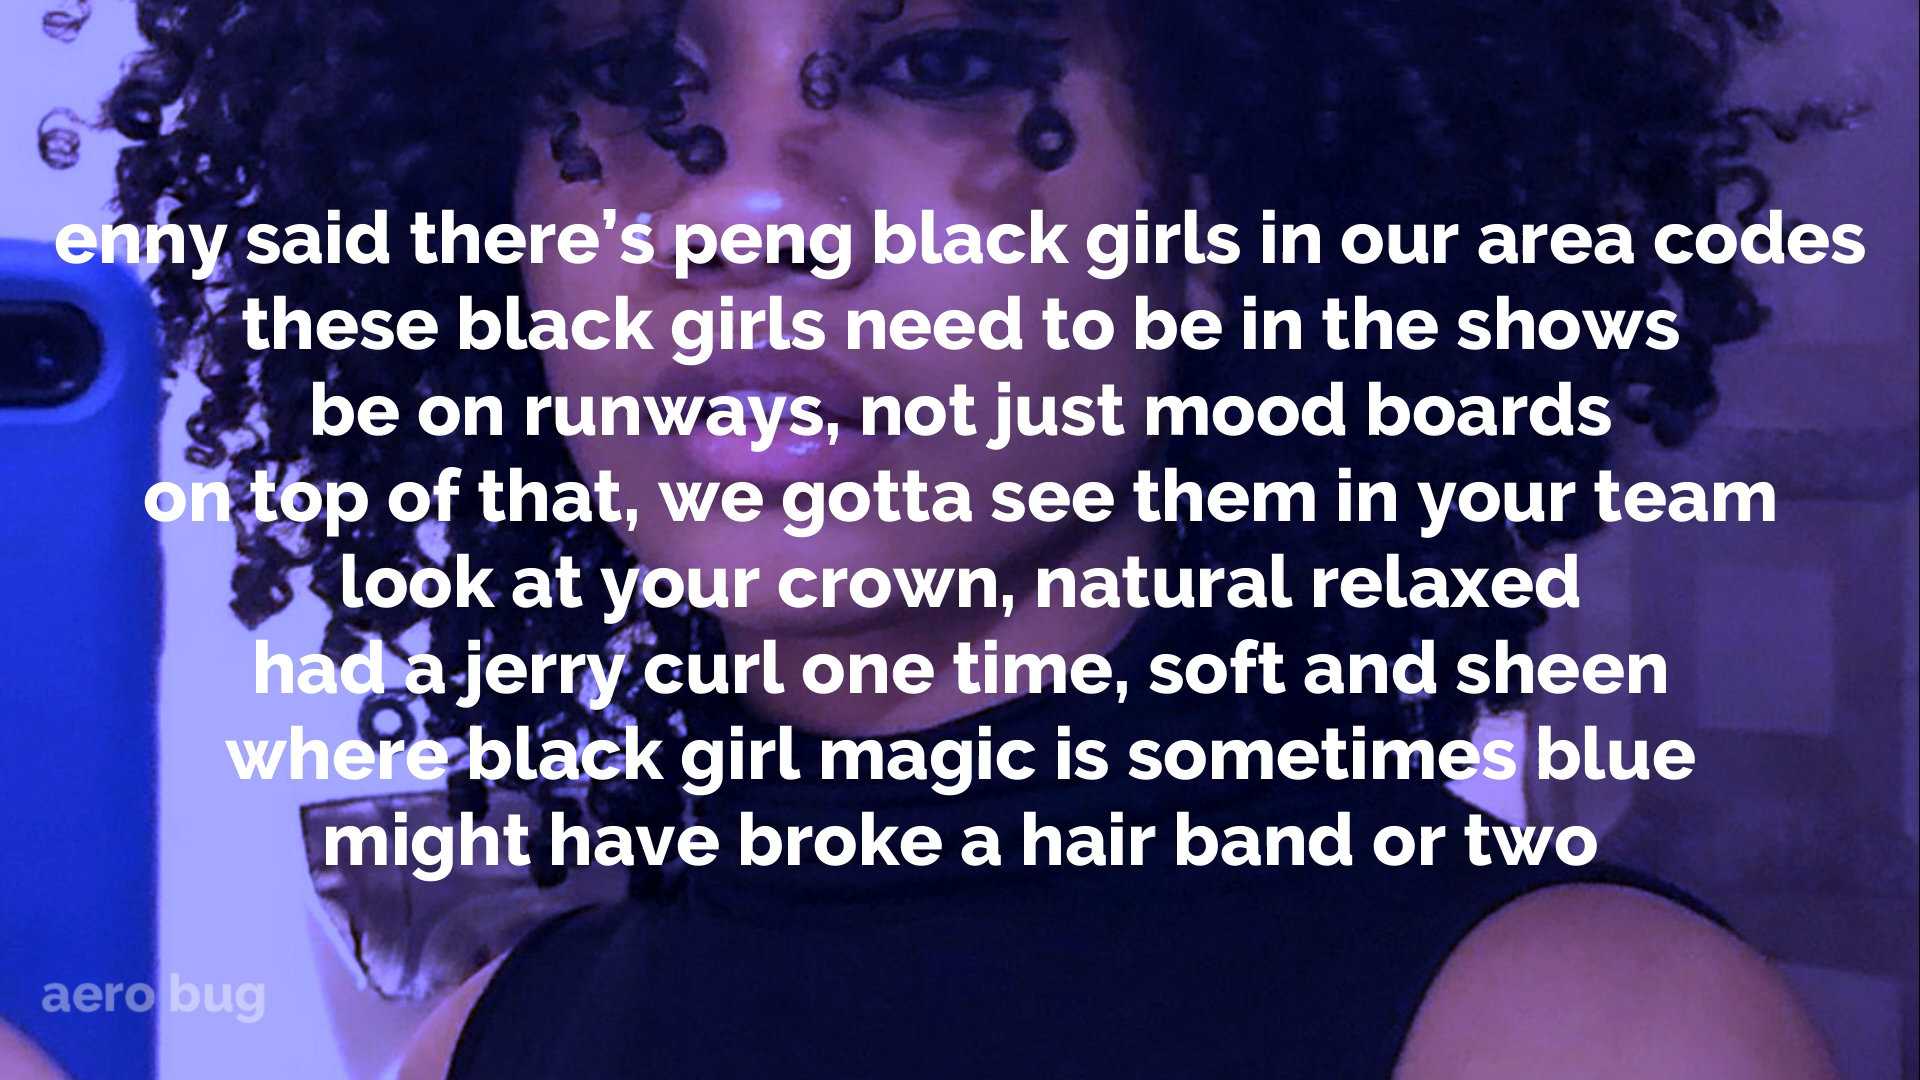 enny said there’s peng black girls in our area codes
these black girls need to be in the shows
be on runways, not just mood boards
on top of that, we gotta see them in your team
look at your crown, natural relaxed
had a jerry curl one time, soft and sheen
where black girl magic is sometimes blue
might have broke a hair band or two
aero bug